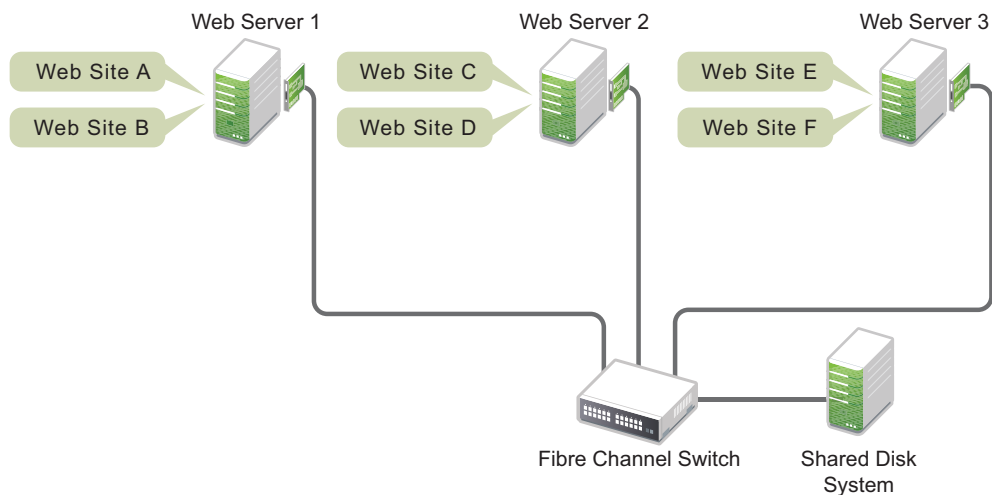 Web Server 1
Web Server 2
Web Server 3
Web Site A
Web Site C
Web Site E
Web Site B
Web Site D
Web Site F
Fibre Channel Switch
Shared Disk
System